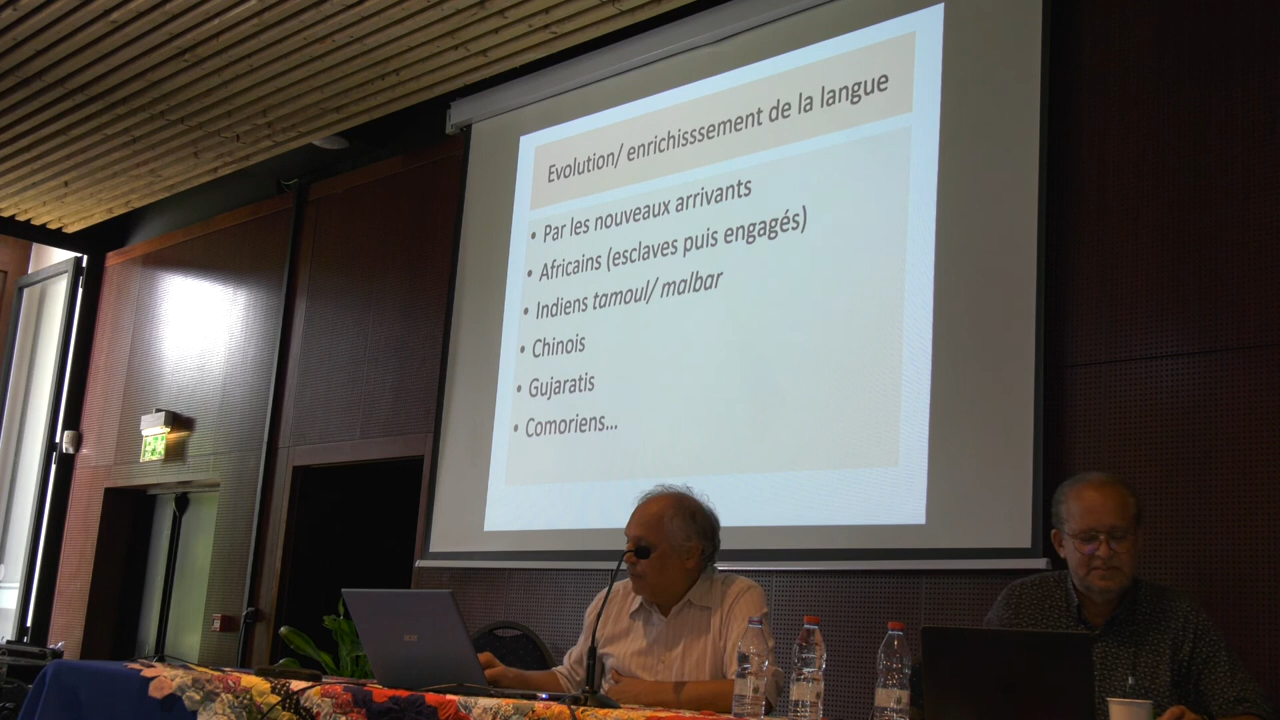 Evolution/ enrichisssement de la langue
• Par les nouveaux arrivants
• Africains (esclaves puis engagés)
• Indiens tamoul/ malbar
• Chinois
• Gujaratis
• Comoriens...
acer